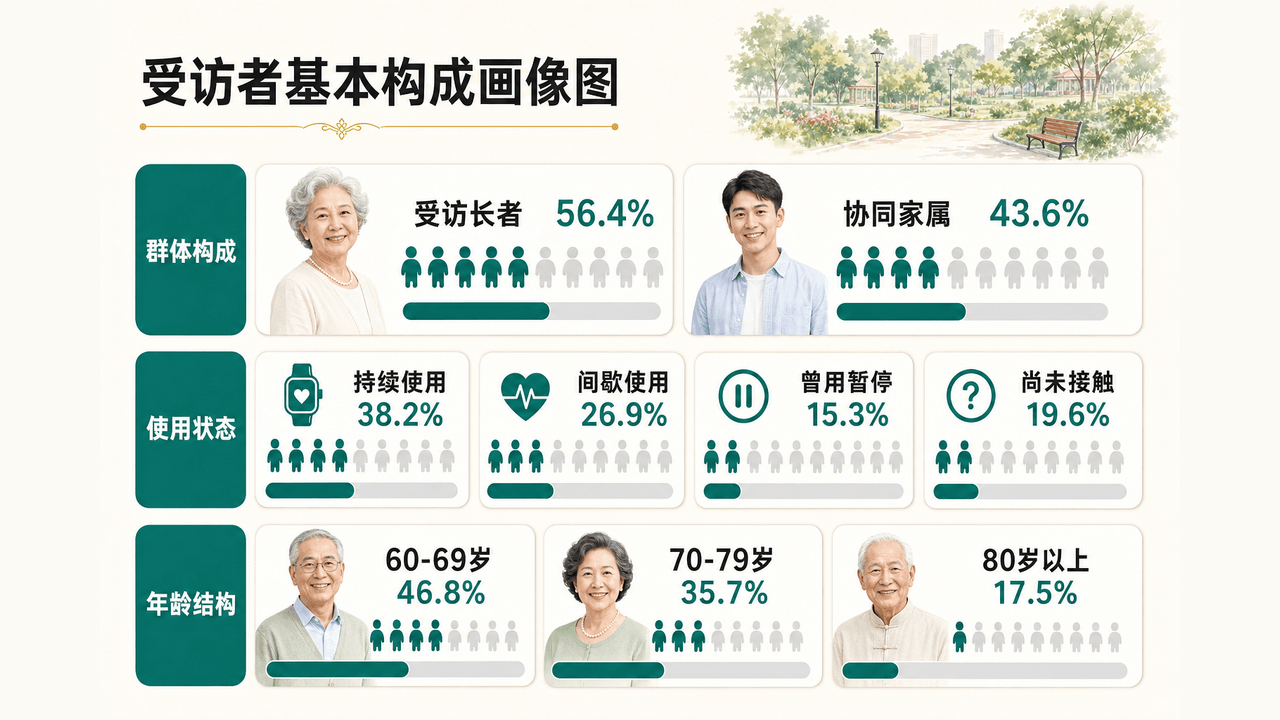 受访者基本构成画像图
群体构成
受访长者 56.4%
协同家属 43.6%
使用状态
持续使用
38.2%
间歇使用
26.9%
曾用暂停
15.3%
尚未接触
19.6%
年龄结构
60-69岁
46.8%
70-79岁
35.7%
80岁以上
17.5%